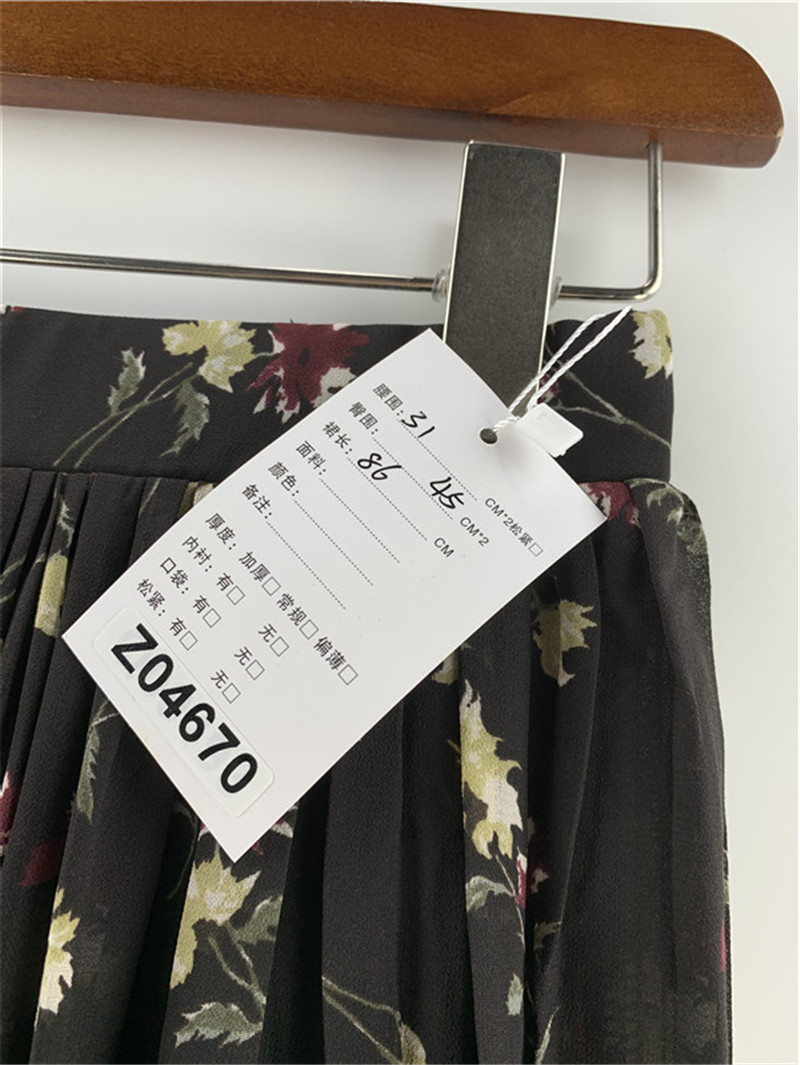 腰围: 31 CM*2松紧□
臀围: 45 CM*2
裙长: 86 CM
面料:
颜色:
备注:
厚度: 加厚□ 常规□ 偏薄□
内衬: 有□ 无□
口袋: 有□ 无□
松紧: 有□ 无□
Z04670